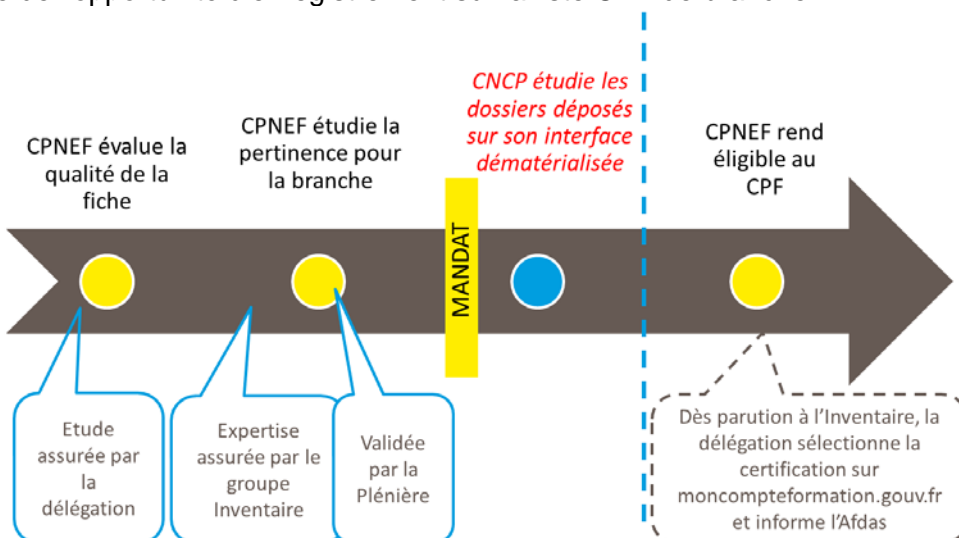 CPNEF évalue la
qualité de la
fiche
CPNEF étudie la
pertinence pour
la branche
MANDAT
CNCP étudie les
dossiers déposés
sur son interface
dématérialisée
CPNEF rend
éligible au
CPF
Etude
assurée par
la
délégation
Expertise
assurée par le
groupe
Inventaire
Validée
par la
Plénière
Dès parution à l'Inventaire, la
délégation sélectionne la
certification sur
moncompteformation.gouv.fr
et informe l'Afdas